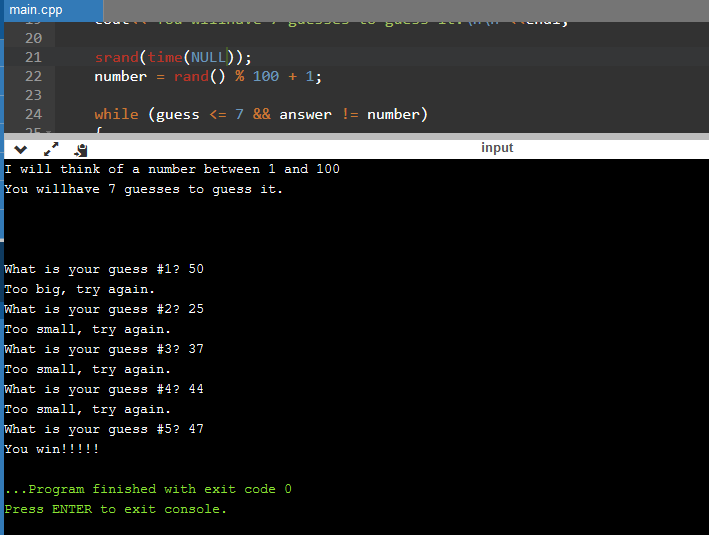 main.cpp
20
21 srand(time(NULL));
22 number = rand() % 100 + 1;
23
24 while (guess <= 7 && answer != number)
input
I will think of a number between 1 and 100
You willhave 7 guesses to guess it.
What is your guess #1? 50
Too big, try again.
What is your guess #2? 25
Too small, try again.
What is your guess #3? 37
Too small, try again.
What is your guess #4? 44
Too small, try again.
What is your guess #5? 47
You win!!!!!
...Program finished with exit code 0
Press ENTER to exit console.